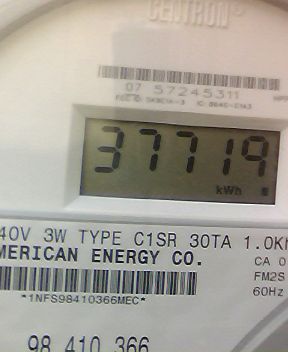 CENTRON®
07 57245311
37719
kWh
40V 3W TYPE C1SR 30TA 1.0Kh
MERICAN ENERGY CO.
CA 0
FM2S
60Hz
*1NFS98410366MEC*
98 410 366